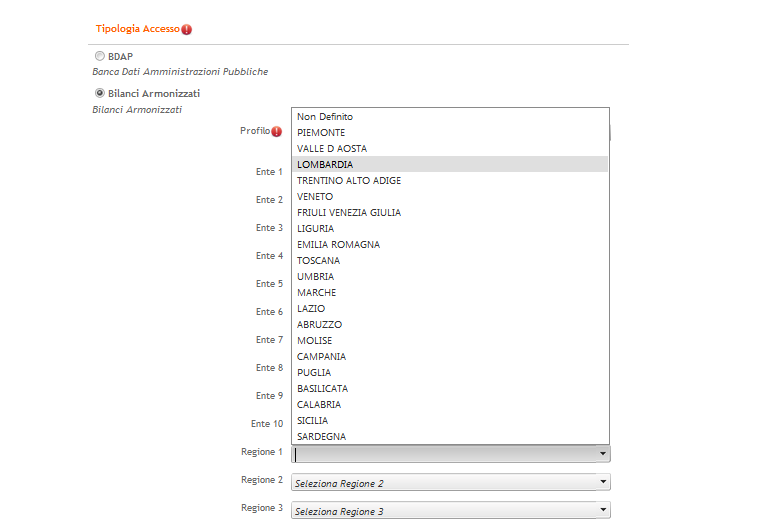 Tipologia Accesso
BDAP
Banca Dati Amministrazioni Pubbliche
Bilanci Armonizzati
Bilanci Armonizzati
Profilo
Ente 1
Ente 2
Ente 3
Ente 4
Ente 5
Ente 6
Ente 7
Ente 8
Ente 9
Ente 10
Non Definito
PIEMONTE
VALLE D AOSTA
LOMBARDIA
TRENTINO ALTO ADIGE
VENETO
FRIULI VENEZIA GIULIA
LIGURIA
EMILIA ROMAGNA
TOSCANA
UMBRIA
MARCHE
LAZIO
ABRUZZO
MOLISE
CAMPANIA
PUGLIA
BASILICATA
CALABRIA
SICILIA
SARDEGNA
Regione 1
Regione 2 Seleziona Regione 2
Regione 3 Seleziona Regione 3